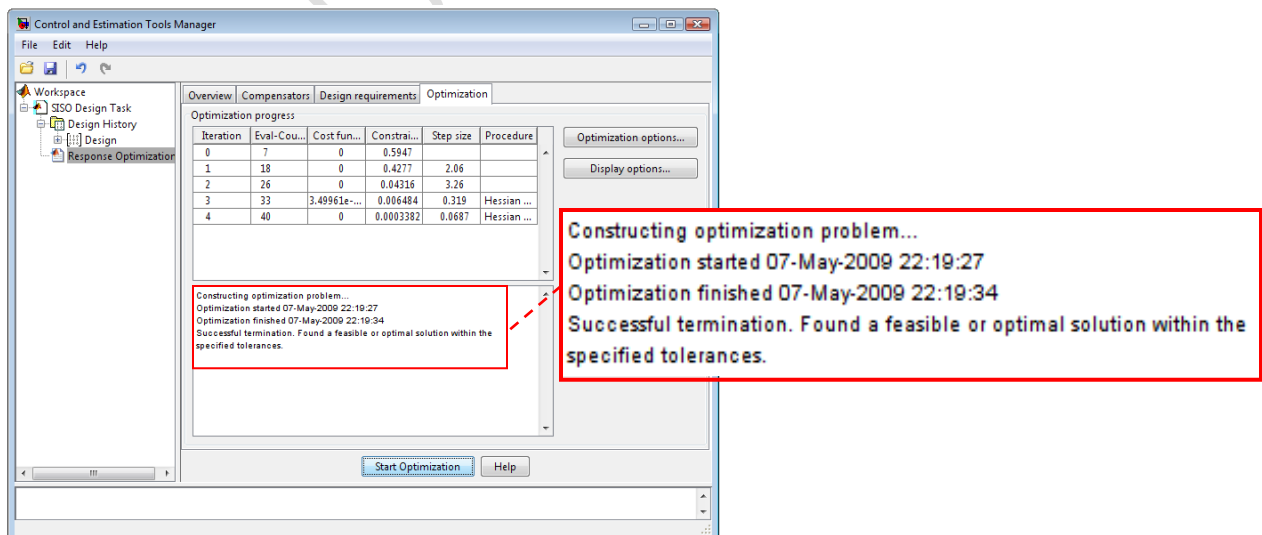 Control and Estimation Tools Manager
File Edit Help
Workspace
SISO Design Task
Design History
Design
Response Optimization
Overview Compensators Design requirements Optimization
Optimization progress
Iteration Eval-Cou... Cost fun... Constrai... Step size Procedure
0 7 0 0.5947
1 18 0 0.4277 2.06
2 26 0 0.04316 3.26
3 33 3.49961e-... 0.006484 0.319 Hessian ...
4 40 0 0.0003382 0.0687 Hessian ...
Optimization options...
Display options...
Constructing optimization problem...
Optimization started 07-May-2009 22:19:27
Optimization finished 07-May-2009 22:19:34
Successful termination. Found a feasible or optimal solution within the
specified tolerances.
Start Optimization Help
Constructing optimization problem...
Optimization started 07-May-2009 22:19:27
Optimization finished 07-May-2009 22:19:34
Successful termination. Found a feasible or optimal solution within the
specified tolerances.